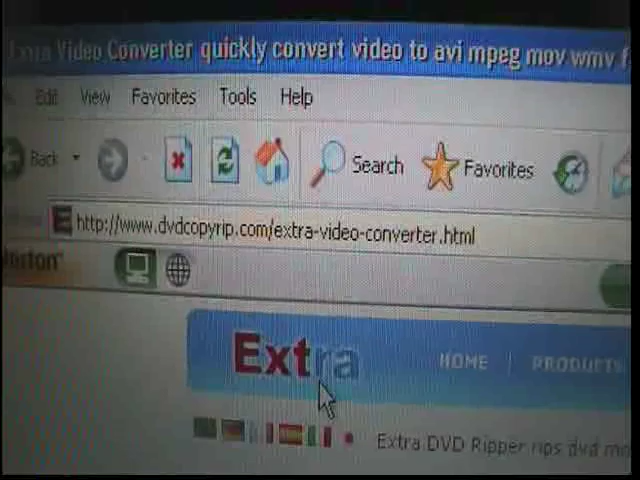 Extra Video Converter quickly convert video to avi mpeg mov wmv
Edit View Favorites Tools Help
Back Search Favorites
http://www.dvdcopyrip.com/extra-video-converter.html
Norton
Extra HOME PRODUCTS
Extra DVD Ripper rips dvd